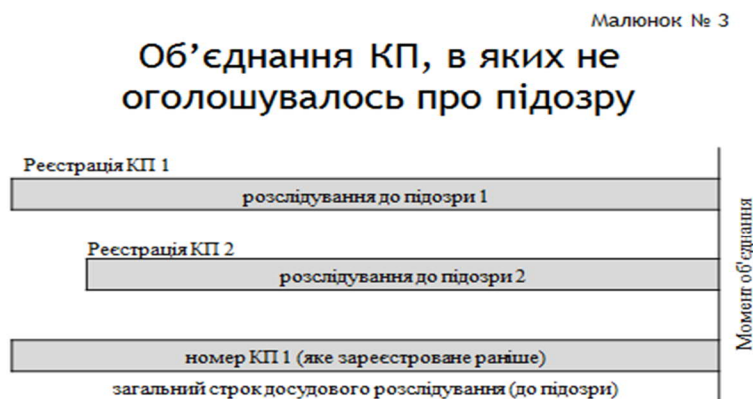 Малюнок № 3
Об’єднання КП, в яких не
оголошувалось про підозру
Реєстрація КП 1
розслідування до підозри 1
Реєстрація КП 2
розслідування до підозри 2
номер КП 1 (яке зареєстроване раніше)
загальний строк досудового розслідування (до підозри)
Момент об'єднання